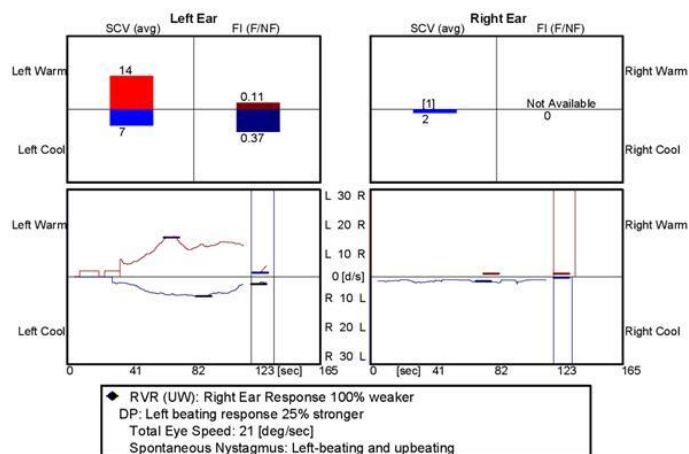 Left Ear
Right Ear
SCV (avg) FI (F/NF) SCV (avg) FI (F/NF)
Left Warm 14 0.11 [1] Not Available Right Warm
Left Cool 7 0.37 2 0 Right Cool
L 30 R
Left Warm L 20 R Right Warm
L 10 R
0 [d/s]
R 10 L
Left Cool R 20 L Right Cool
R 30 L
0 41 82 123 [sec] 165 0 [sec] 41 82 123 165
RVR (UW): Right Ear Response 100% weaker
DP: Left beating response 25% stronger
Total Eye Speed: 21 [deg/sec]
Spontaneous Nystagmus: Left-beating and upbeating